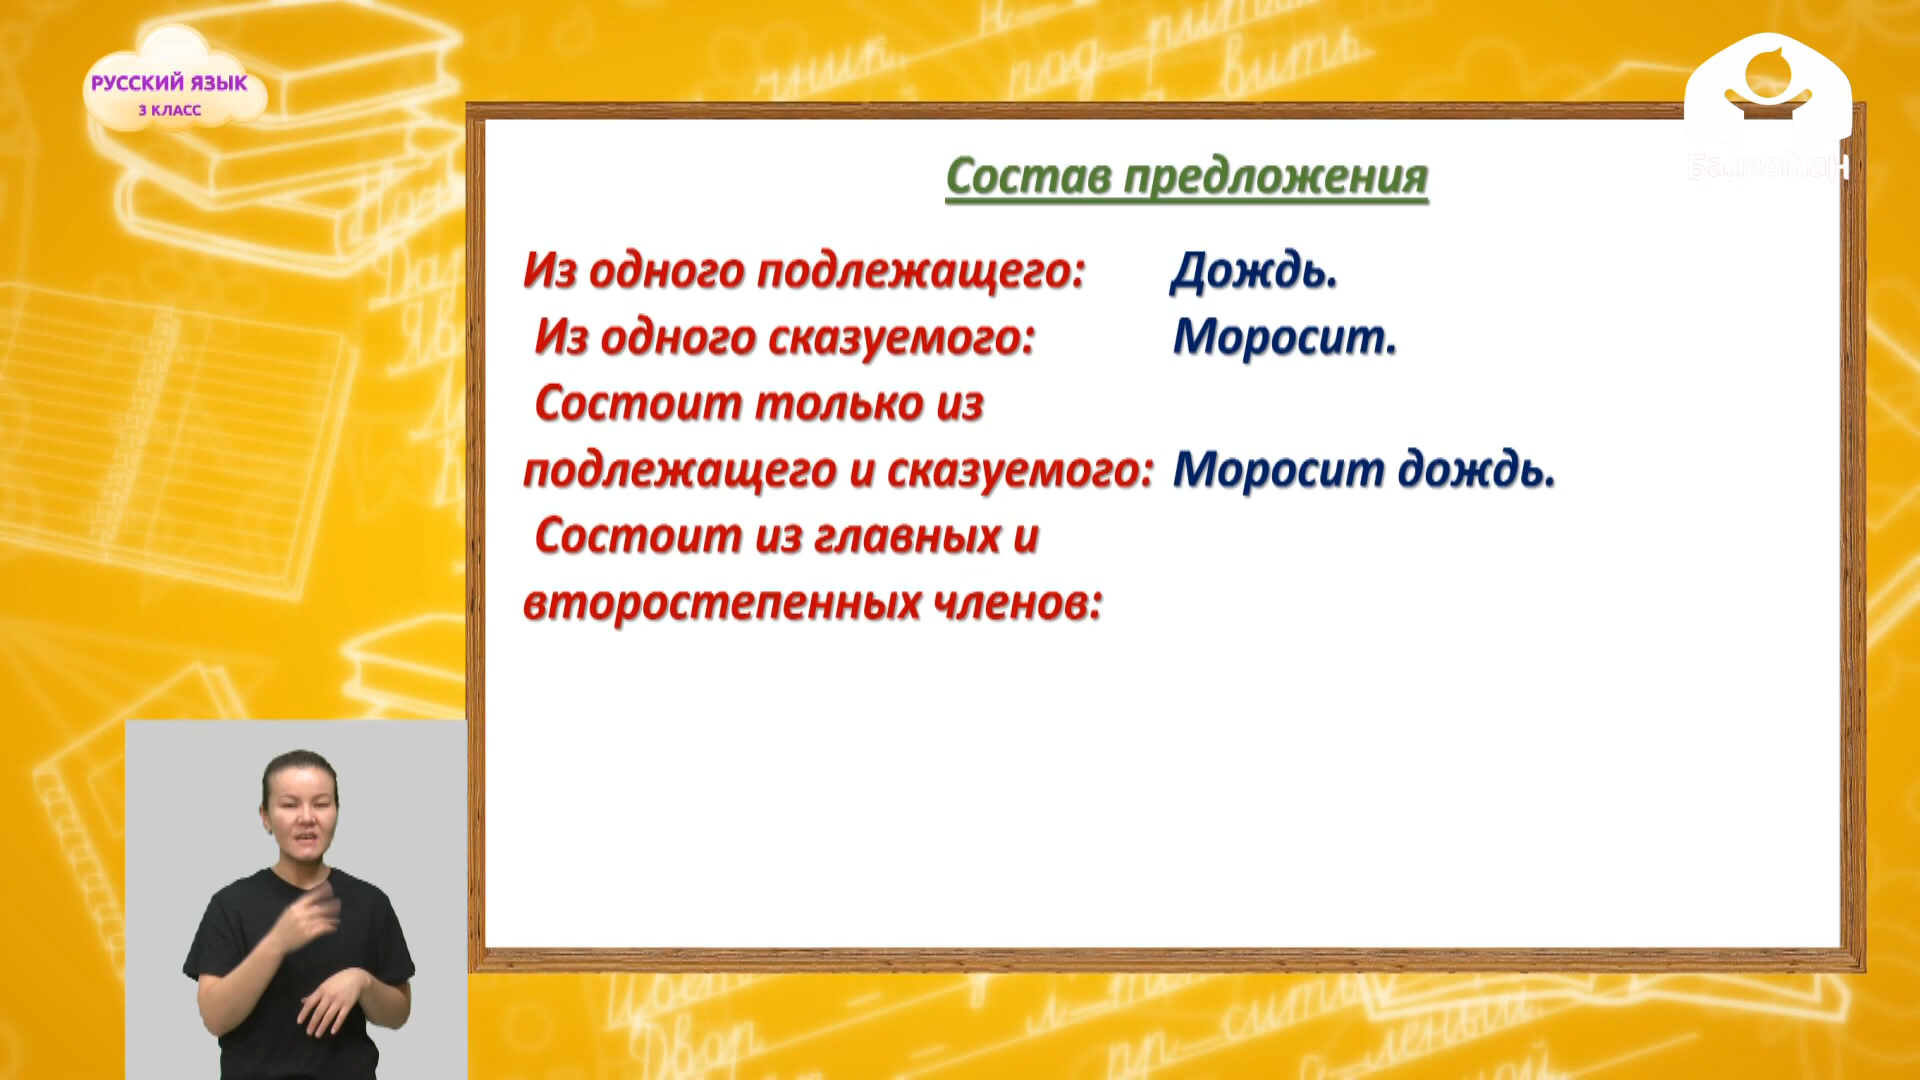 РУССКИЙ ЯЗЫК
3 КЛАСС
Баластан
Состав предложения
Из одного подлежащего: Дождь.
Из одного сказуемого: Моросит.
Состоит только из
подлежащего и сказуемого: Моросит дождь.
Состоит из главных и
второстепенных членов: